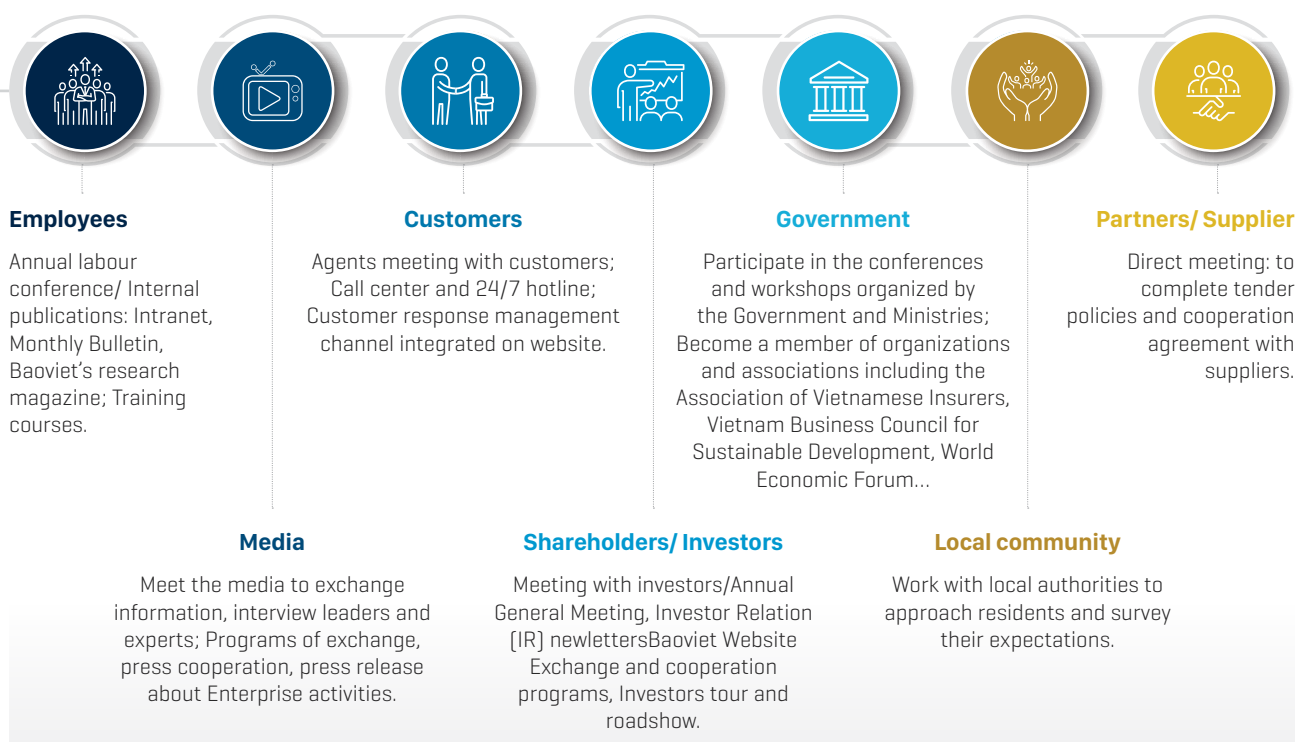 Employees
Annual labour
conference/ Internal
publications: Intranet,
Monthly Bulletin,
Baoviet's research
magazine; Training
courses.
Customers
Agents meeting with customers;
Call center and 24/7 hotline;
Customer response management
channel integrated on website.
Government
Participate in the conferences
and workshops organized by
the Government and Ministries;
Become a member of organizations
and associations including the
Association of Vietnamese Insurers,
Vietnam Business Council for
Sustainable Development, World
Economic Forum...
Partners/ Supplier
Direct meeting: to
complete tender
policies and cooperation
agreement with
suppliers.
Media
Meet the media to exchange
information, interview leaders and
experts; Programs of exchange,
press cooperation, press release
about Enterprise activities.
Shareholders/ Investors
Meeting with investors/Annual
General Meeting, Investor Relation
(IR) newlettersBaoviet Website
Exchange and cooperation
programs, Investors tour and
roadshow.
Local community
Work with local authorities to
approach residents and survey
their expectations.